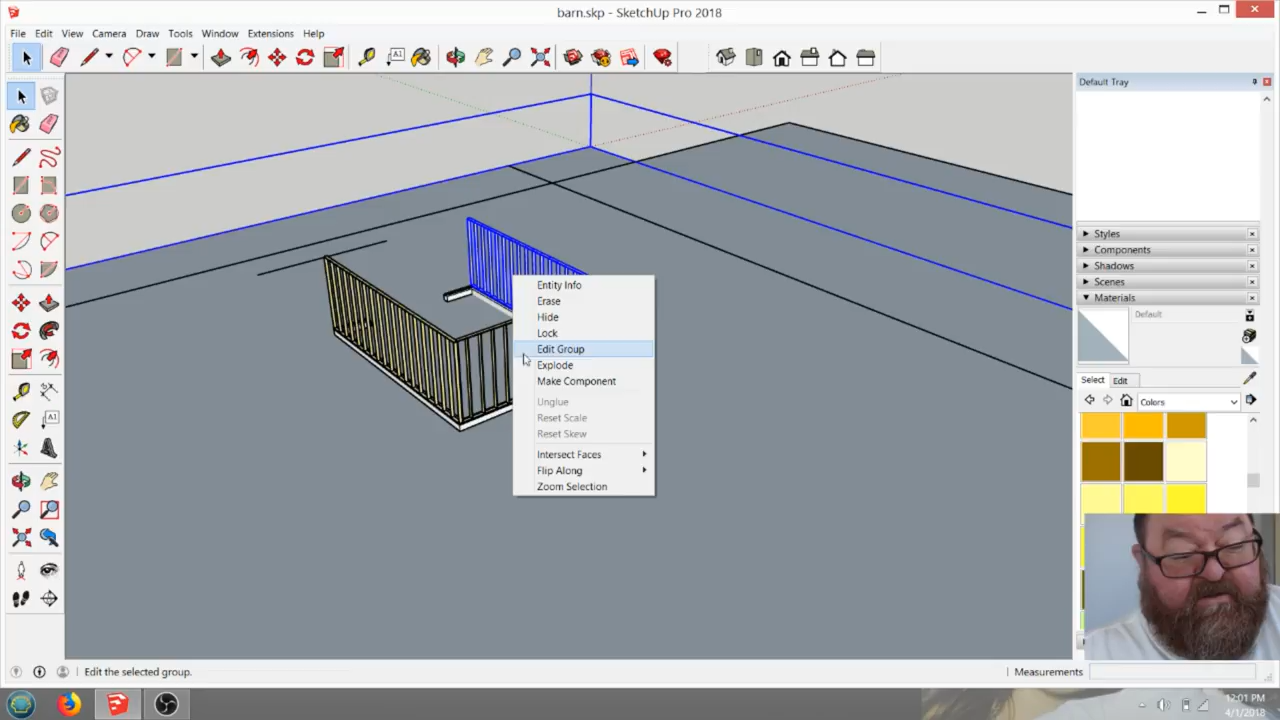 barn.skp - SketchUp Pro 2018
File Edit View Camera Draw Tools Window Extensions Help
Default Tray
Styles
Components
Shadows
Scenes
Materials
Default
Select Edit
Colors
Entity Info
Erase
Hide
Lock
Edit Group
Explode
Make Component
Unglue
Reset Scale
Reset Skew
Intersect Faces
Flip Along
Zoom Selection
Edit the selected group.
Measurements
12:01 PM
4/1/2018